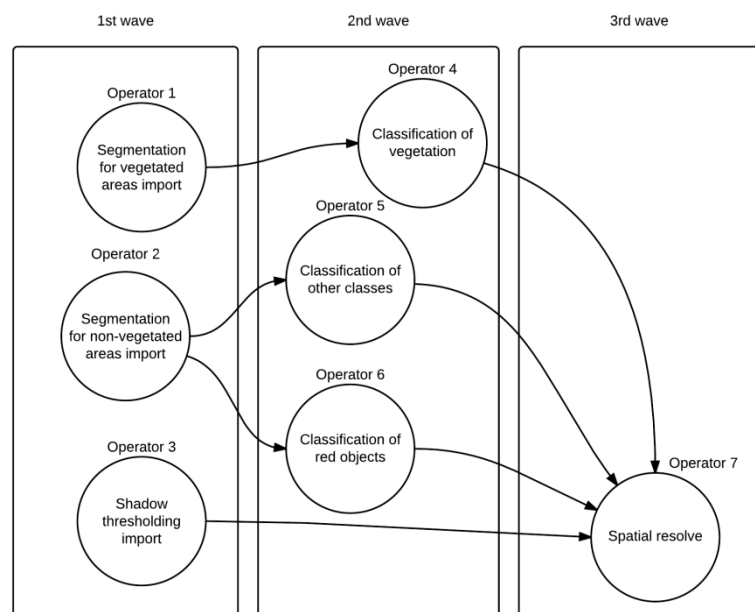 1st wave
2nd wave
3rd wave
Operator 1
Segmentation
for vegetated
areas import
Operator 2
Segmentation
for non-vegetated
areas import
Operator 3
Shadow
thresholding
import
Operator 4
Classification of
vegetation
Operator 5
Classification of
other classes
Operator 6
Classification of
red objects
Operator 7
Spatial resolve